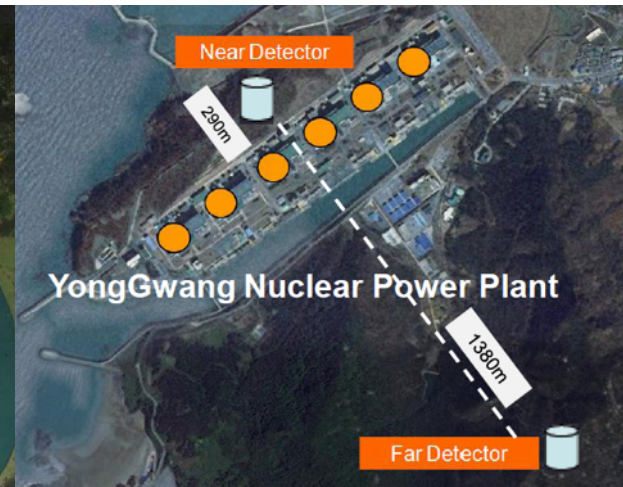 Near Detector
290m
YongGwang Nuclear Power Plant
1380m
Far Detector